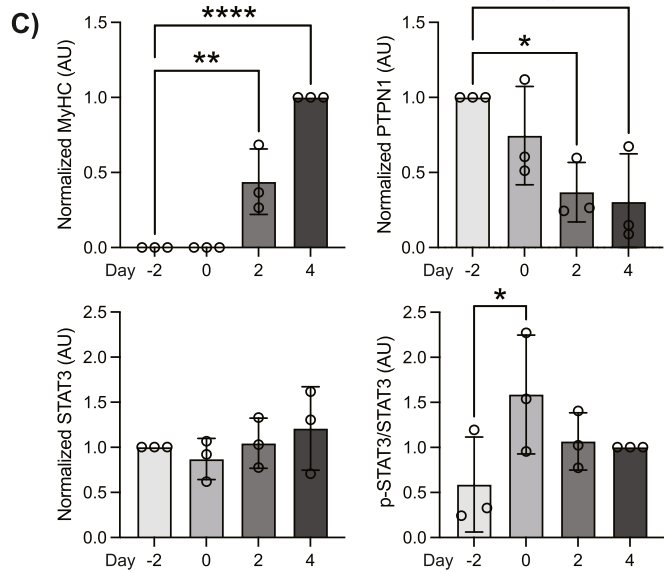 C)
Normalized MyHC (AU)
1.5
1.0
0.5
0.0
****
**
Day -2 0 2 4
Normalized PTPN1 (AU)
1.5
1.0
0.5
0.0
*
Day -2 0 2 4
Normalized STAT3 (AU)
2.5
2.0
1.5
1.0
0.5
0.0
Day -2 0 2 4
p-STAT3/STAT3 (AU)
2.5
2.0
1.5
1.0
0.5
0.0
*
Day -2 0 2 4